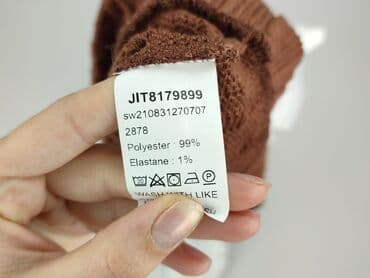 JIT8179899
sw210831270707
2878
Polyester : 99%
Elastane : 1%
WASH WITH LIKE